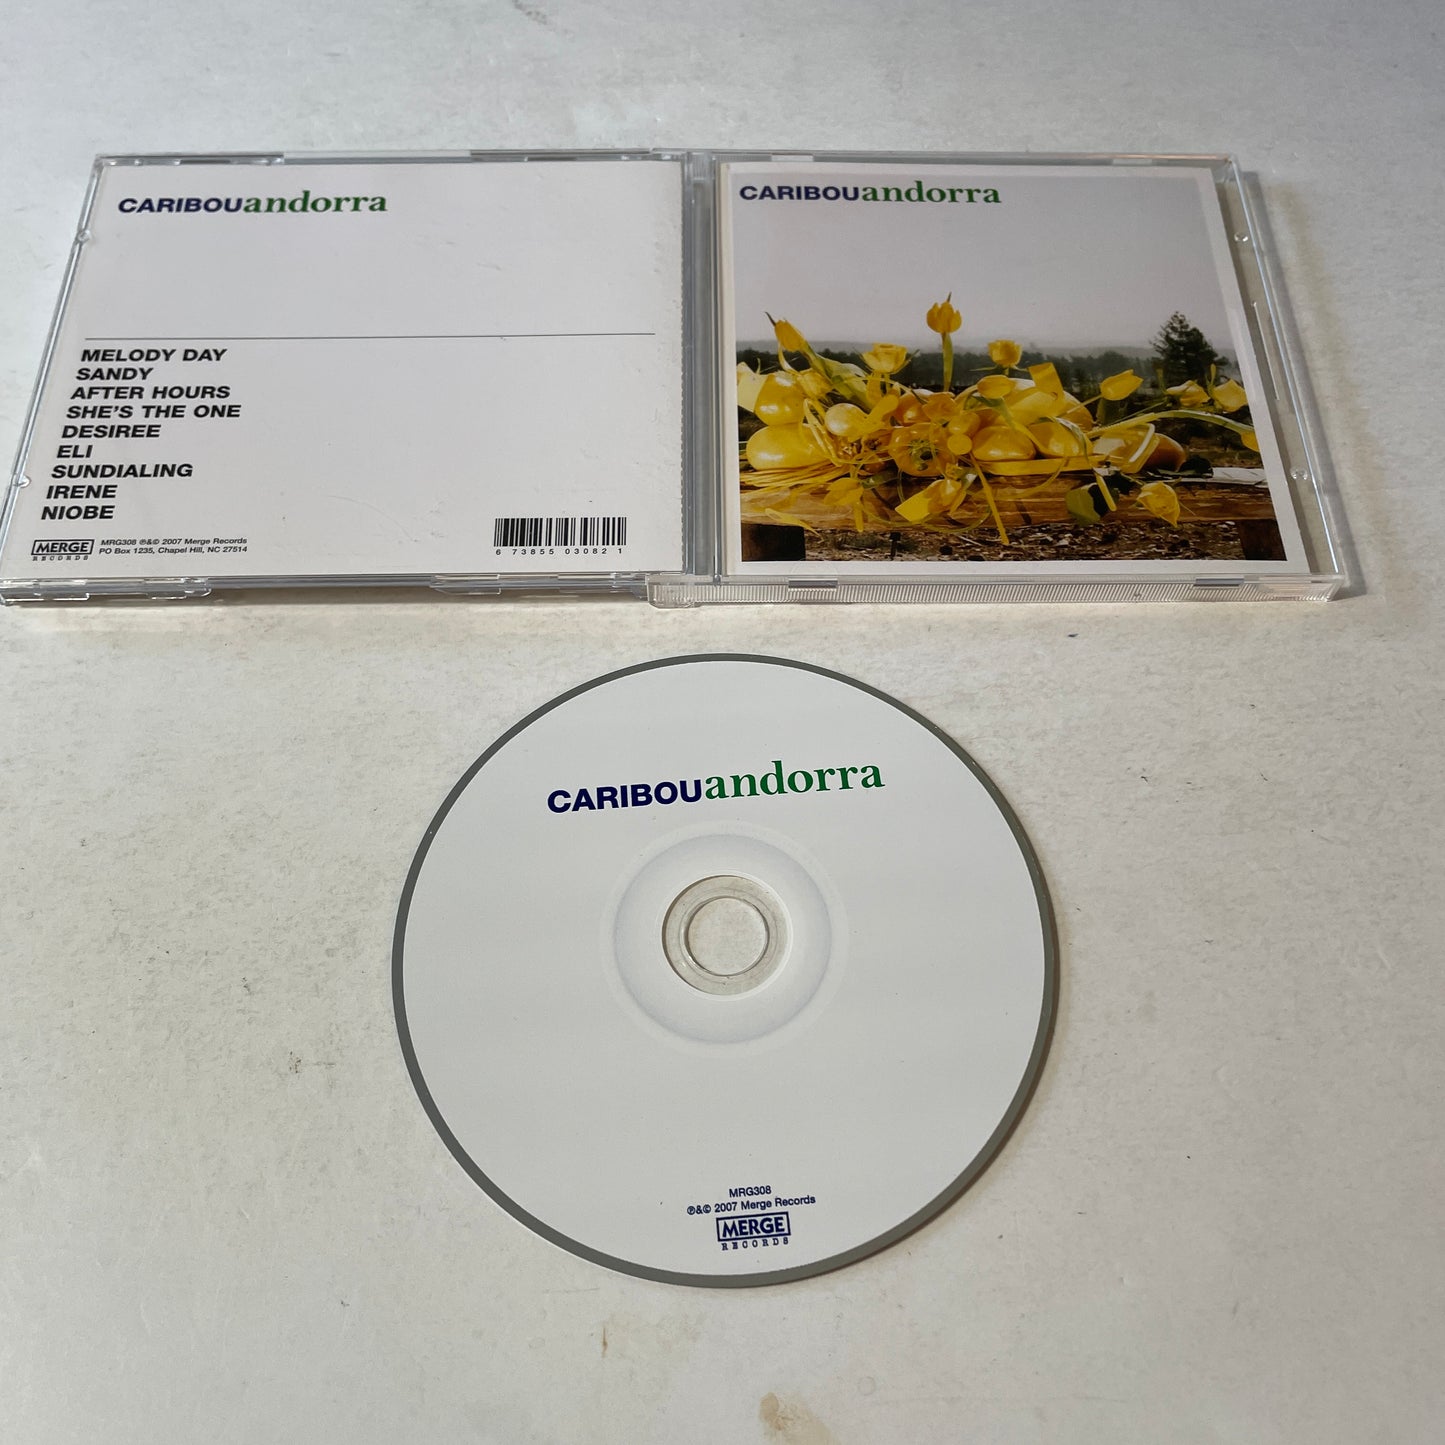 CARIBOUandorra
MELODY DAY
SANDY
AFTER HOURS
SHE'S THE ONE
DESIREE
ELI
SUNDIALING
IRENE
NIOBE
MERGE
RECORDS
MRG308 ℗&© 2007 Merge Records
PO Box 1235, Chapel Hill, NC 27514
6 73855 03082 1
CARIBOUandorra
CARIBOUandorra
MRG308
℗&© 2007 Merge Records
MERGE
RECORDS